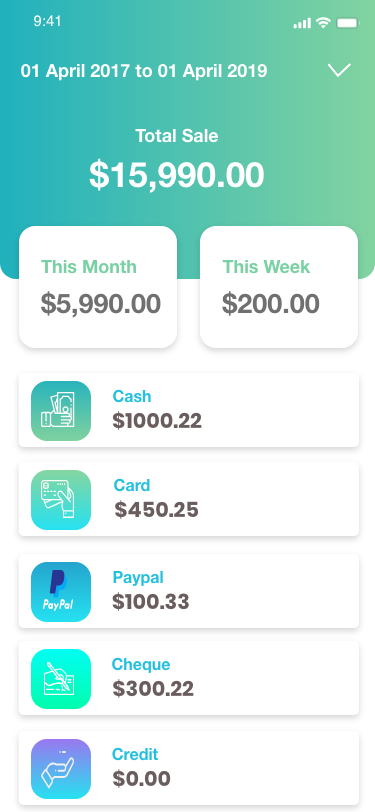 9:41
01 April 2017 to 01 April 2019
Total Sale
$15,990.00
This Month
$5,990.00
This Week
$200.00
Cash
$1000.22
Card
$450.25
PayPal
Paypal
$100.33
Cheque
$300.22
Credit
$0.00